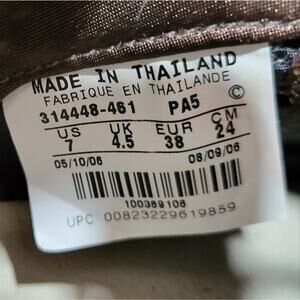 MADE IN THAILAND
FABRIQUE EN THAILANDE
314448-461 PA5 ©
US UK EUR CM
7 4.5 38 24
05/10/06 08/09/06
100369108
UPC 00823229619859